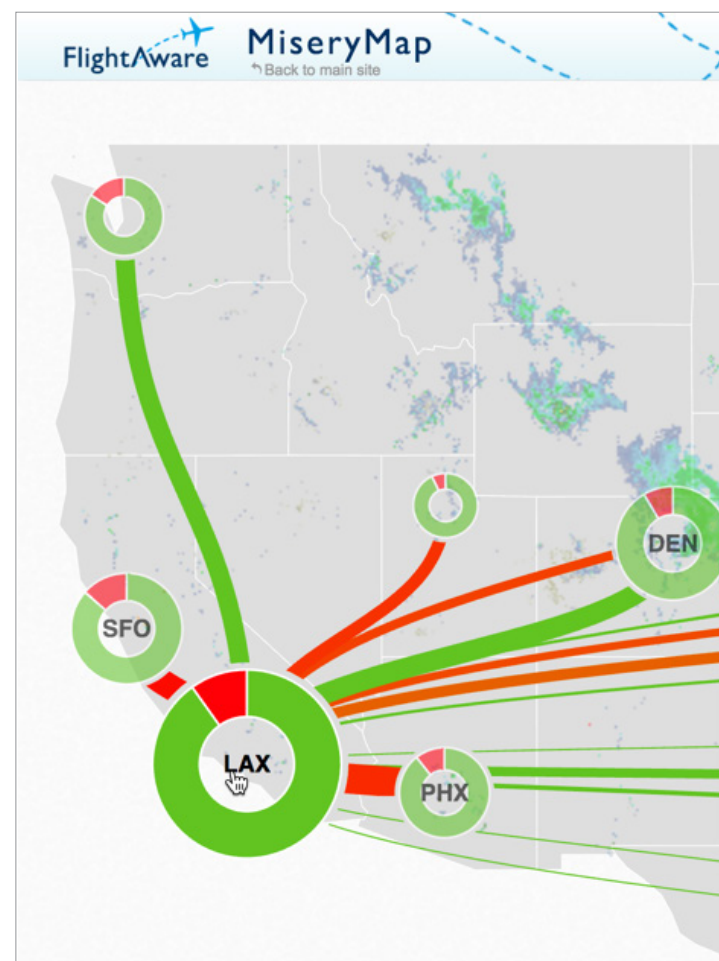 FlightAware
MiseryMap
Back to main site
SFO
DEN
LAX
PHX